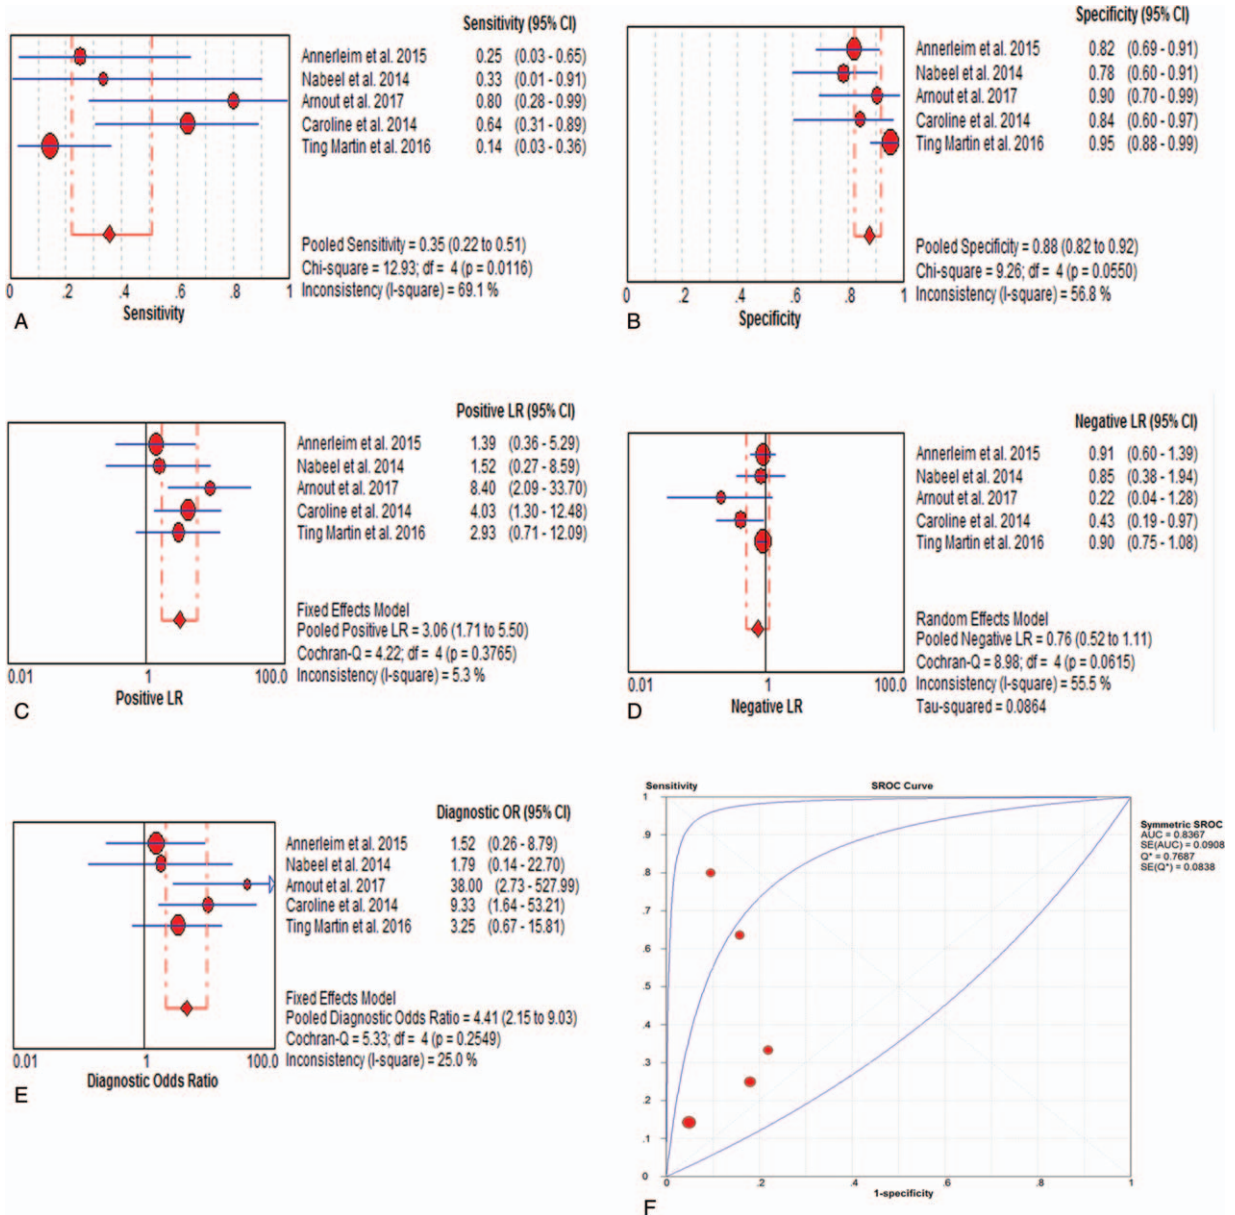 Sensitivity (95% CI)
Annerleim et al. 2015 0.25 (0.03 - 0.65)
Nabeel et al. 2014 0.33 (0.01 - 0.91)
Arnout et al. 2017 0.80 (0.28 - 0.99)
Caroline et al. 2014 0.64 (0.31 - 0.89)
Ting Martin et al. 2016 0.14 (0.03 - 0.36)
Pooled Sensitivity = 0.35 (0.22 to 0.51)
Chi-square = 12.93; df = 4 (p = 0.0116)
Inconsistency (I-square) = 69.1 %
0 .2 .4 .6 .8 1
Sensitivity
A
Specificity (95% CI)
Annerleim et al. 2015 0.82 (0.69 - 0.91)
Nabeel et al. 2014 0.78 (0.60 - 0.91)
Arnout et al. 2017 0.90 (0.70 - 0.99)
Caroline et al. 2014 0.84 (0.60 - 0.97)
Ting Martin et al. 2016 0.95 (0.88 - 0.99)
Pooled Specificity = 0.88 (0.82 to 0.92)
Chi-square = 9.26; df = 4 (p = 0.0550)
Inconsistency (I-square) = 56.8 %
0 .2 .4 .6 .8 1
Specificity
B
Positive LR (95% CI)
Annerleim et al. 2015 1.39 (0.36 - 5.29)
Nabeel et al. 2014 1.52 (0.27 - 8.59)
Arnout et al. 2017 8.40 (2.09 - 33.70)
Caroline et al. 2014 4.03 (1.30 - 12.48)
Ting Martin et al. 2016 2.93 (0.71 - 12.09)
Fixed Effects Model
Pooled Positive LR = 3.06 (1.71 to 5.50)
Cochran-Q = 4.22; df = 4 (p = 0.3765)
Inconsistency (I-square) = 5.3 %
0.01 1 100.0
Positive LR
C
Negative LR (95% CI)
Annerleim et al. 2015 0.91 (0.60 - 1.39)
Nabeel et al. 2014 0.85 (0.38 - 1.94)
Arnout et al. 2017 0.22 (0.04 - 1.28)
Caroline et al. 2014 0.43 (0.19 - 0.97)
Ting Martin et al. 2016 0.90 (0.75 - 1.08)
Random Effects Model
Pooled Negative LR = 0.76 (0.52 to 1.11)
Cochran-Q = 8.98; df = 4 (p = 0.0615)
Inconsistency (I-square) = 55.5 %
Tau-squared = 0.0864
0.01 1 100.0
Negative LR
D
Diagnostic OR (95% CI)
Annerleim et al. 2015 1.52 (0.26 - 8.79)
Nabeel et al. 2014 1.79 (0.14 - 22.70)
Arnout et al. 2017 38.00 (2.73 - 527.99)
Caroline et al. 2014 9.33 (1.64 - 53.21)
Ting Martin et al. 2016 3.25 (0.67 - 15.81)
Fixed Effects Model
Pooled Diagnostic Odds Ratio = 4.41 (2.15 to 9.03)
Cochran-Q = 5.33; df = 4 (p = 0.2549)
Inconsistency (I-square) = 25.0 %
0.01 1 100.0
Diagnostic Odds Ratio
E
Sensitivity SROC Curve
1
.9
.8
.7
.6
.5
.4
.3
.2
.1
0
0 .2 .4 .6 .8 1
1-specificity
Symmetric SROC
AUC = 0.8367
SE(AUC) = 0.0908
Q* = 0.7687
SE(Q*) = 0.0838
F